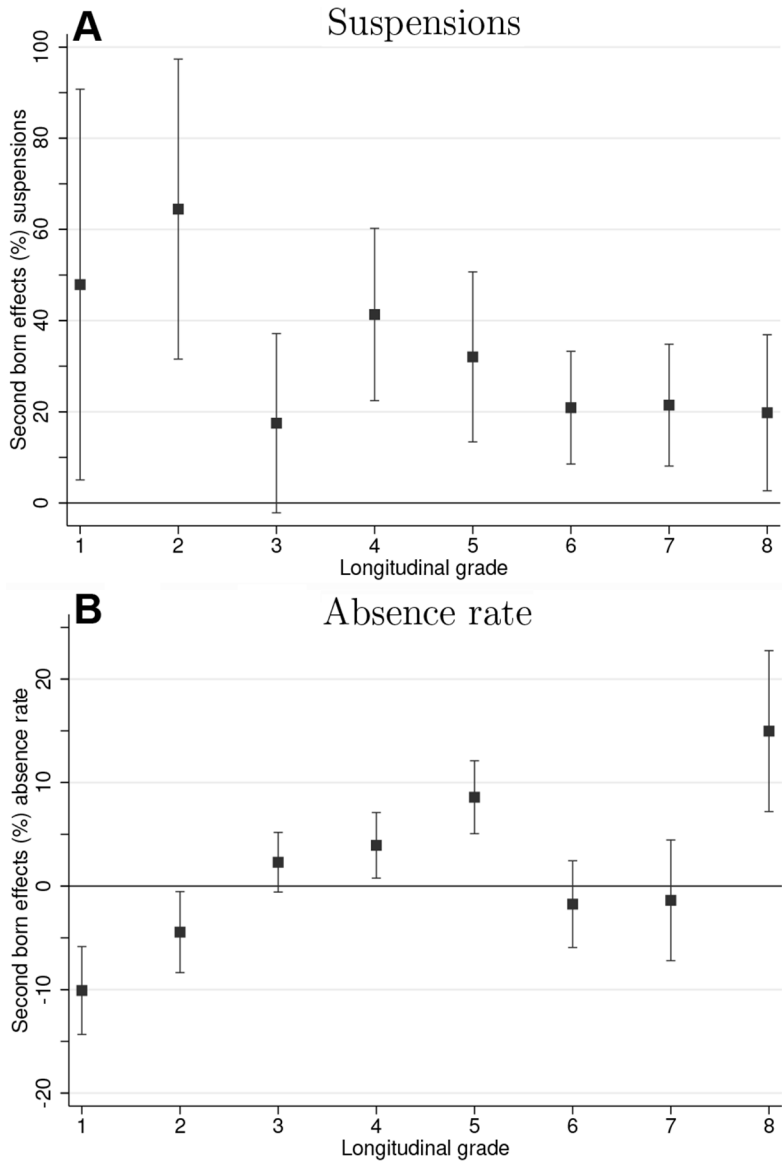 A
Suspensions
Second born effects (%) suspensions
100
80
60
40
20
0
1 2 3 4 5 6 7 8
Longitudinal grade
B
Absence rate
Second born effects (%) absence rate
20
10
0
-10
-20
1 2 3 4 5 6 7 8
Longitudinal grade